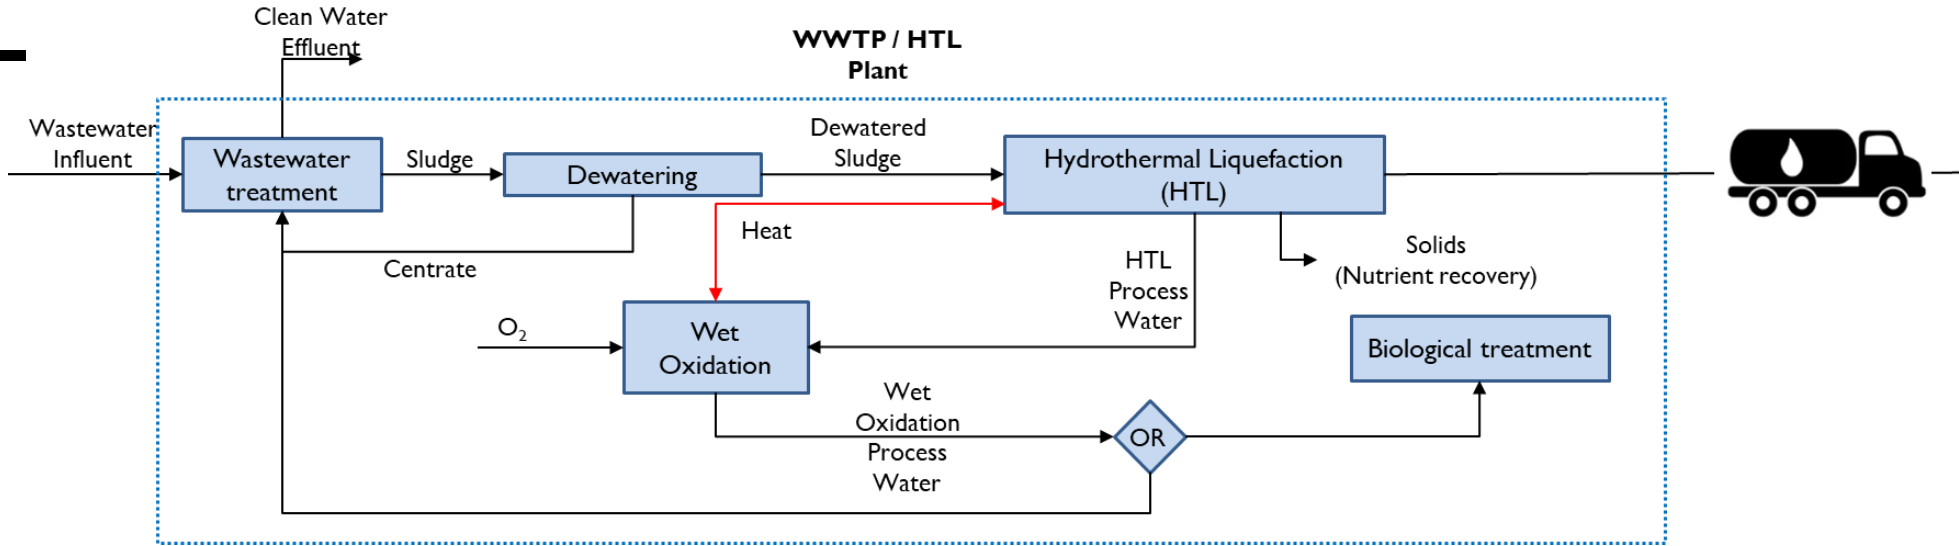 Clean Water
Effluent
WWTP / HTL
Plant
Wastewater
Influent
Wastewater
treatment
Sludge
Dewatering
Dewatered
Sludge
Hydrothermal Liquefaction
(HTL)
Heat
Centrate
HTL
Process
Water
Solids
(Nutrient recovery)
O₂
Wet
Oxidation
Biological treatment
Wet
Oxidation
Process
Water
OR